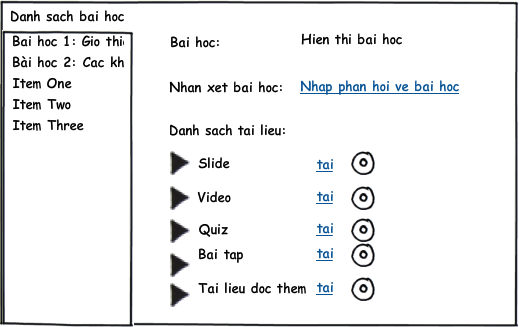 Danh sach bai hoc
Bai hoc 1: Gio thi
Bài hoc 2: Cac kh
Item One
Item Two
Item Three
Bai hoc: Hien thi bai hoc
Nhan xet bai hoc: Nhap phan hoi ve bai hoc
Danh sach tai lieu:
Slide tai
Video tai
Quiz tai
Bai tap tai
Tai lieu doc them tai